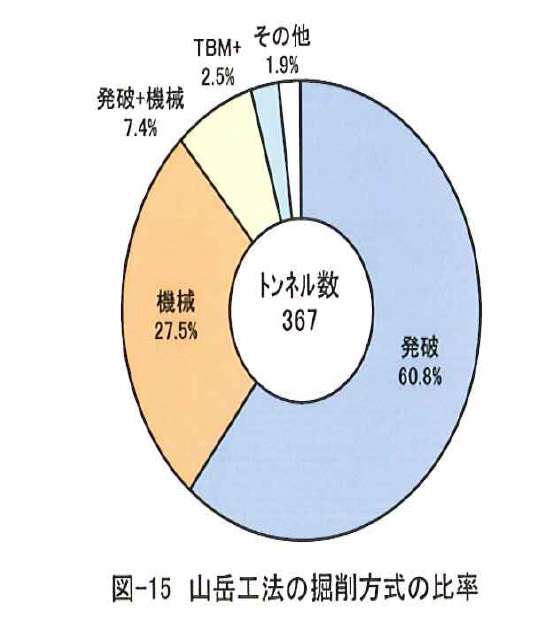 その他
1.9%
TBM+
2.5%
発破+機械
7.4%
機械
27.5%
トンネル数
367
発破
60.8%
図-15 山岳工法の掘削方式の比率